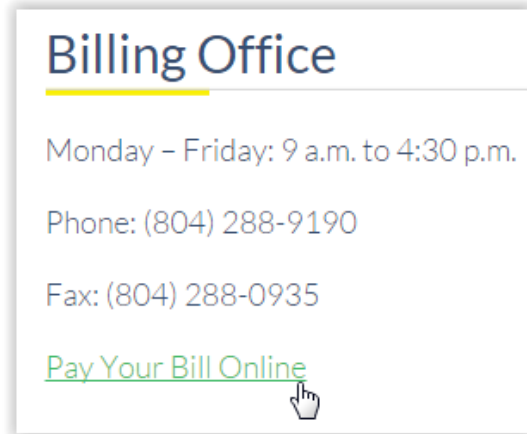 Billing Office
Monday – Friday: 9 a.m. to 4:30 p.m.
Phone: (804) 288-9190
Fax: (804) 288-0935
Pay Your Bill Online